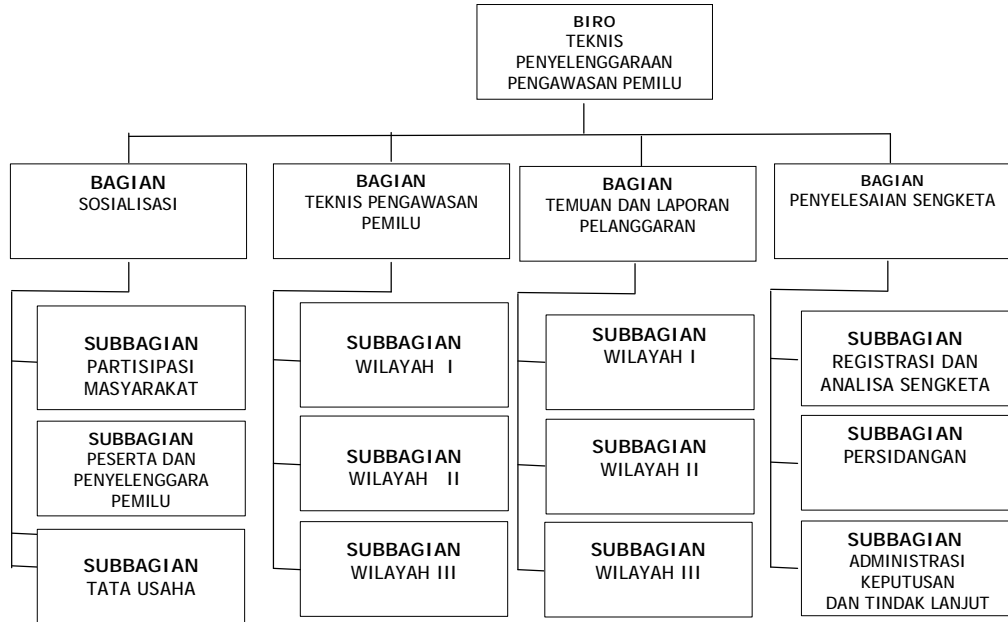 BIRO
TEKNIS
PENYELENGGARAAN
PENGAWASAN PEMILU
BAGIAN
SOSIALISASI
BAGIAN
TEKNIS PENGAWASAN
PEMILU
BAGIAN
TEMUAN DAN LAPORAN
PELANGGARAN
BAGIAN
PENYELESAIAN SENGKETA
SUBBAGIAN
PARTISIPASI
MASYARAKAT
SUBBAGIAN
PESERTA DAN
PENYELENGGARA
PEMILU
SUBBAGIAN
TATA USAHA
SUBBAGIAN
WILAYAH I
SUBBAGIAN
WILAYAH II
SUBBAGIAN
WILAYAH III
SUBBAGIAN
WILAYAH I
SUBBAGIAN
WILAYAH II
SUBBAGIAN
WILAYAH III
SUBBAGIAN
REGISTRASI DAN
ANALISA SENGKETA
SUBBAGIAN
PERSIDANGAN
SUBBAGIAN
ADMINISTRASI
KEPUTUSAN
DAN TINDAK LANJUT